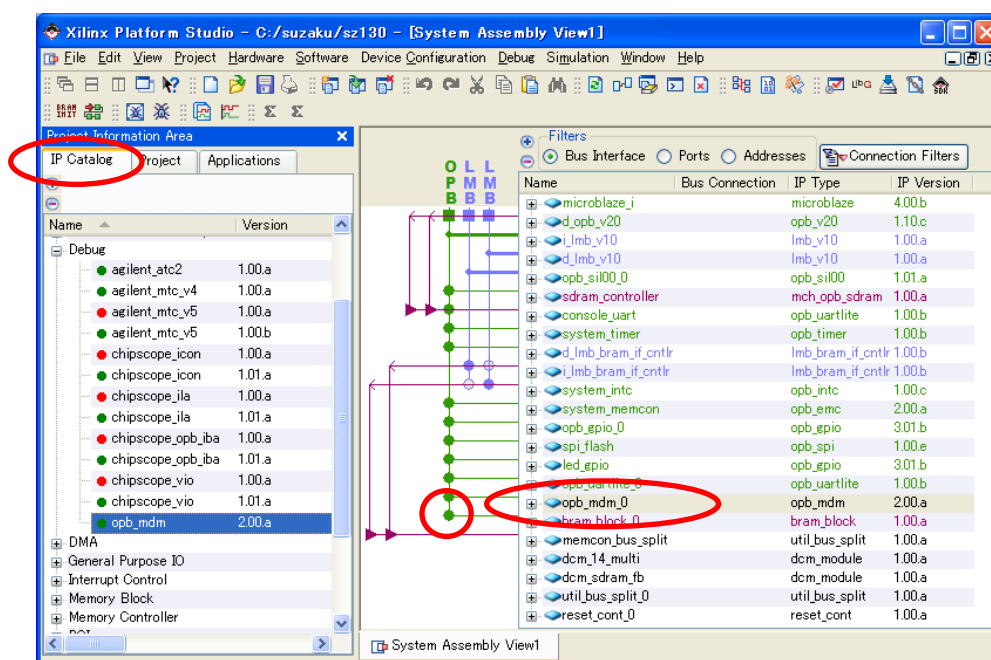 Xilinx Platform Studio - C:/suzaku/sz130 - [System Assembly View1]
File Edit View Project Hardware Software Device Configuration Debug Simulation Window Help
Project Information Area
IP Catalog Project Applications
Name Version
Debug
agilent_atc2 1.00.a
agilent_mtc_v4 1.00.a
agilent_mtc_v5 1.00.a
agilent_mtc_v5 1.00.b
chipscope_icon 1.00.a
chipscope_icon 1.01.a
chipscope_ila 1.00.a
chipscope_ila 1.01.a
chipscope_opb_iba 1.00.a
chipscope_opb_iba 1.01.a
chipscope_vio 1.00.a
chipscope_vio 1.01.a
opb_mdm 2.00.a
DMA
General Purpose IO
Interrupt Control
Memory Block
Memory Controller
OPB
LMB
LMB
Filters
Bus Interface Ports Addresses Connection Filters
Name Bus Connection IP Type IP Version
microblaze_i microblaze 4.00.b
d_opb_v20 opb_v20 1.10.c
i_lmb_v10 lmb_v10 1.00.a
d_lmb_v10 lmb_v10 1.00.a
opb_sil00_0 opb_sil00 1.01.a
sdram_controller mch_opb_sdram 1.00.a
console_uart opb_uartlite 1.00.b
system_timer opb_timer 1.00.b
d_lmb_bram_if_cntlr lmb_bram_if_cntlr 1.00.b
i_lmb_bram_if_cntlr lmb_bram_if_cntlr 1.00.b
system_intc opb_intc 1.00.c
system_memcon opb_emc 2.00.a
opb_gpio_0 opb_gpio 3.01.b
spi_flash opb_spi 1.00.e
led_gpio opb_gpio 3.01.b
opb_uartlite_0 opb_uartlite 1.00.b
opb_mdm_0 opb_mdm 2.00.a
bram_block_0 bram_block 1.00.a
memcon_bus_split util_bus_split 1.00.a
dcm_14_multi dcm_module 1.00.a
dcm_sdram_fb dcm_module 1.00.a
util_bus_split_0 util_bus_split 1.00.a
reset_cont_0 reset_cont 1.00.a
System Assembly View1